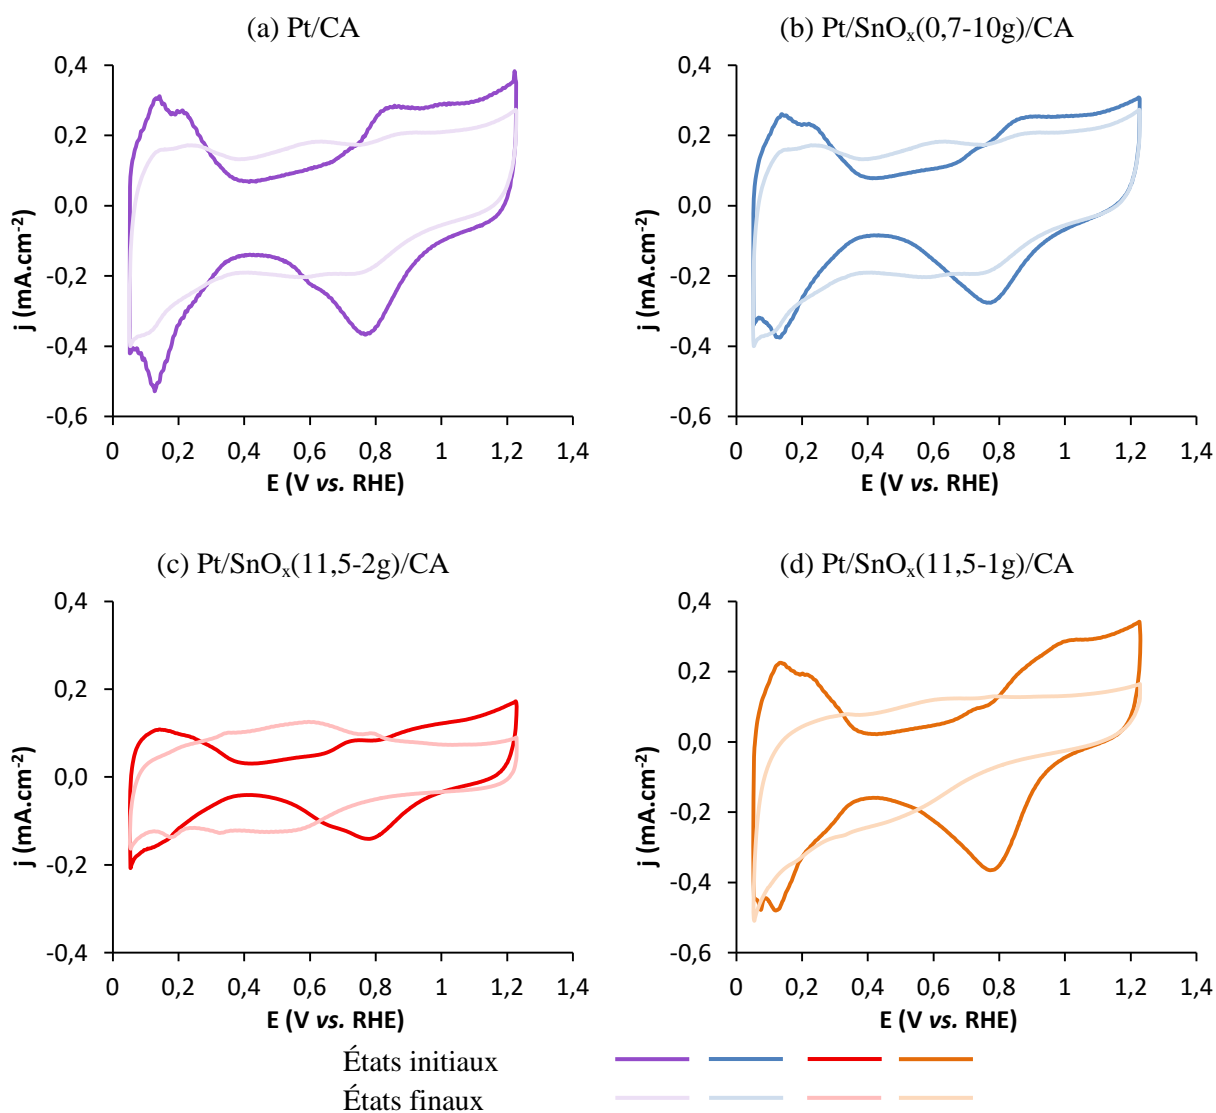 (a) Pt/CA
(b) Pt/SnOₓ(0,7-10g)/CA
0,4
0,2
0,0
-0,2
-0,4
-0,6
j (mA.cm⁻²)
0 0,2 0,4 0,6 0,8 1 1,2 1,4
E (V vs. RHE)
0,4
0,2
0,0
-0,2
-0,4
-0,6
j (mA.cm⁻²)
0 0,2 0,4 0,6 0,8 1 1,2 1,4
E (V vs. RHE)
(c) Pt/SnOₓ(11,5-2g)/CA
(d) Pt/SnOₓ(11,5-1g)/CA
0,4
0,2
0,0
-0,2
-0,4
j (mA.cm⁻²)
0 0,2 0,4 0,6 0,8 1 1,2 1,4
E (V vs. RHE)
0,4
0,2
0,0
-0,2
-0,4
-0,6
j (mA.cm⁻²)
0 0,2 0,4 0,6 0,8 1 1,2 1,4
E (V vs. RHE)
États initiaux
États finaux